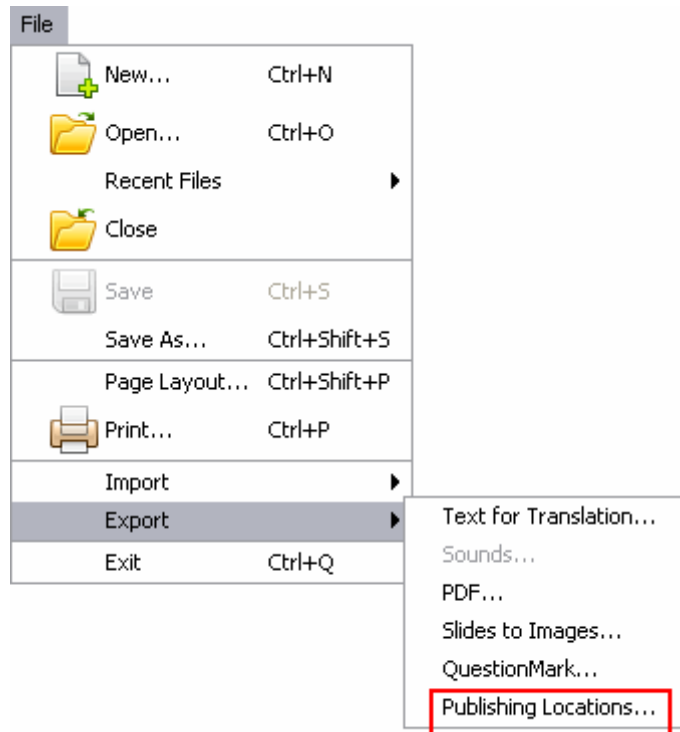 File
New... Ctrl+N
Open... Ctrl+O
Recent Files
Close
Save Ctrl+S
Save As... Ctrl+Shift+S
Page Layout... Ctrl+Shift+P
Print... Ctrl+P
Import
Export
Exit Ctrl+Q
Text for Translation...
Sounds...
PDF...
Slides to Images...
QuestionMark...
Publishing Locations...